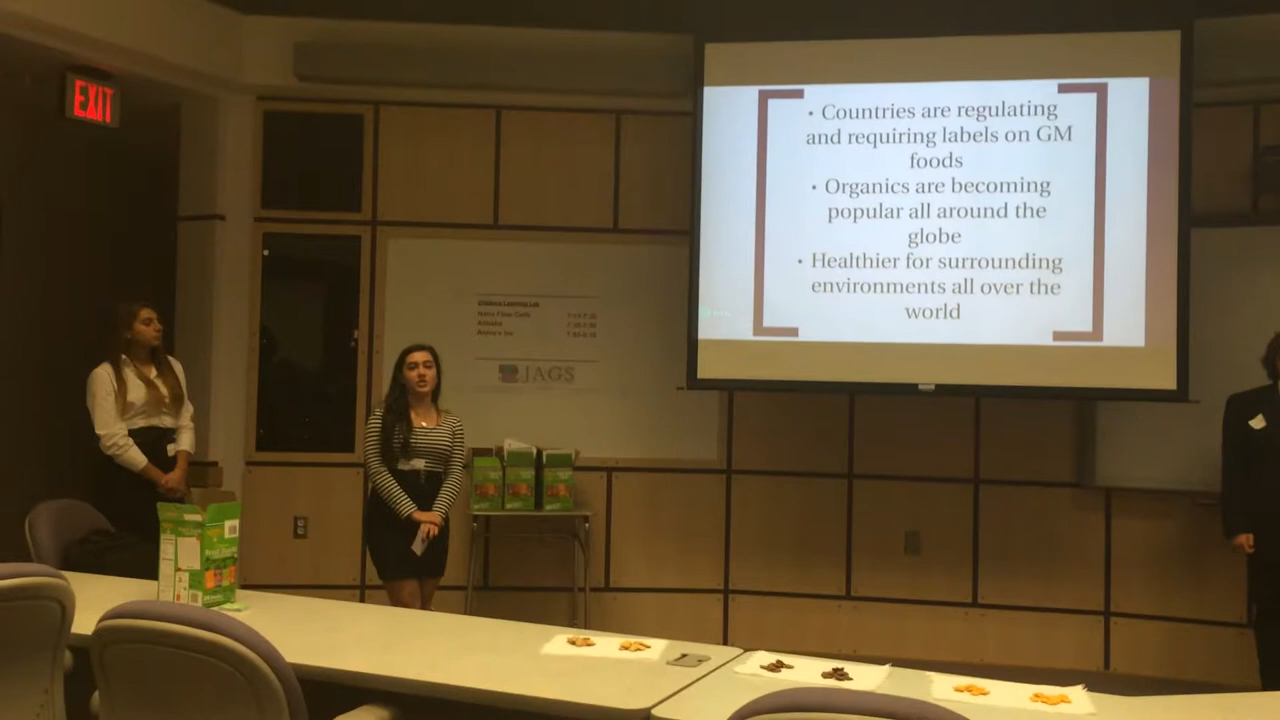 EXIT
• Countries are regulating
and requiring labels on GM
foods
• Organics are becoming
popular all around the
globe
• Healthier for surrounding
environments all over the
world
JAGS